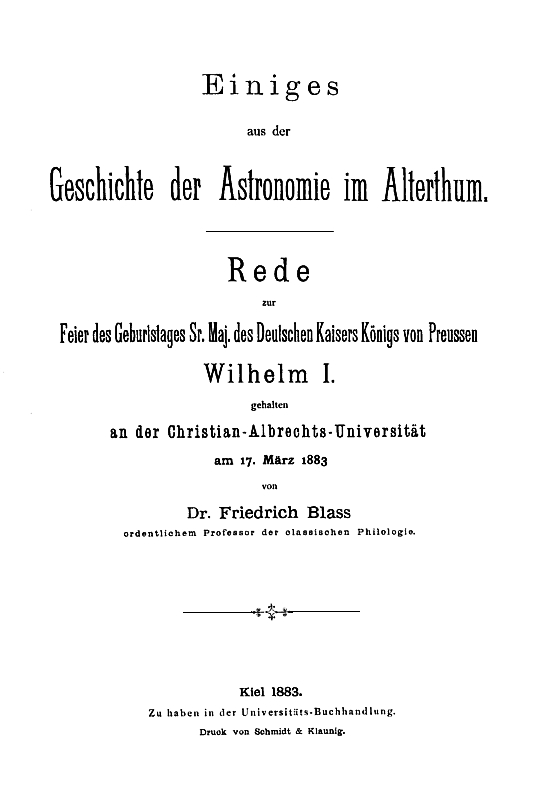 Einiges
aus der
Geschichte der Astronomie im Alterthum.
Rede
zur
Feier des Geburtstages Sr. Maj. des Deutschen Kaisers Königs von Preussen
Wilhelm I.
gehalten
an der Christian-Albrechts-Universität
am 17. März 1883
von
Dr. Friedrich Blass
ordentlichem Professor der classischen Philologie.
Kiel 1883.
Zu haben in der Universitäts-Buchhandlung.
Druck von Schmidt & Klaunig.